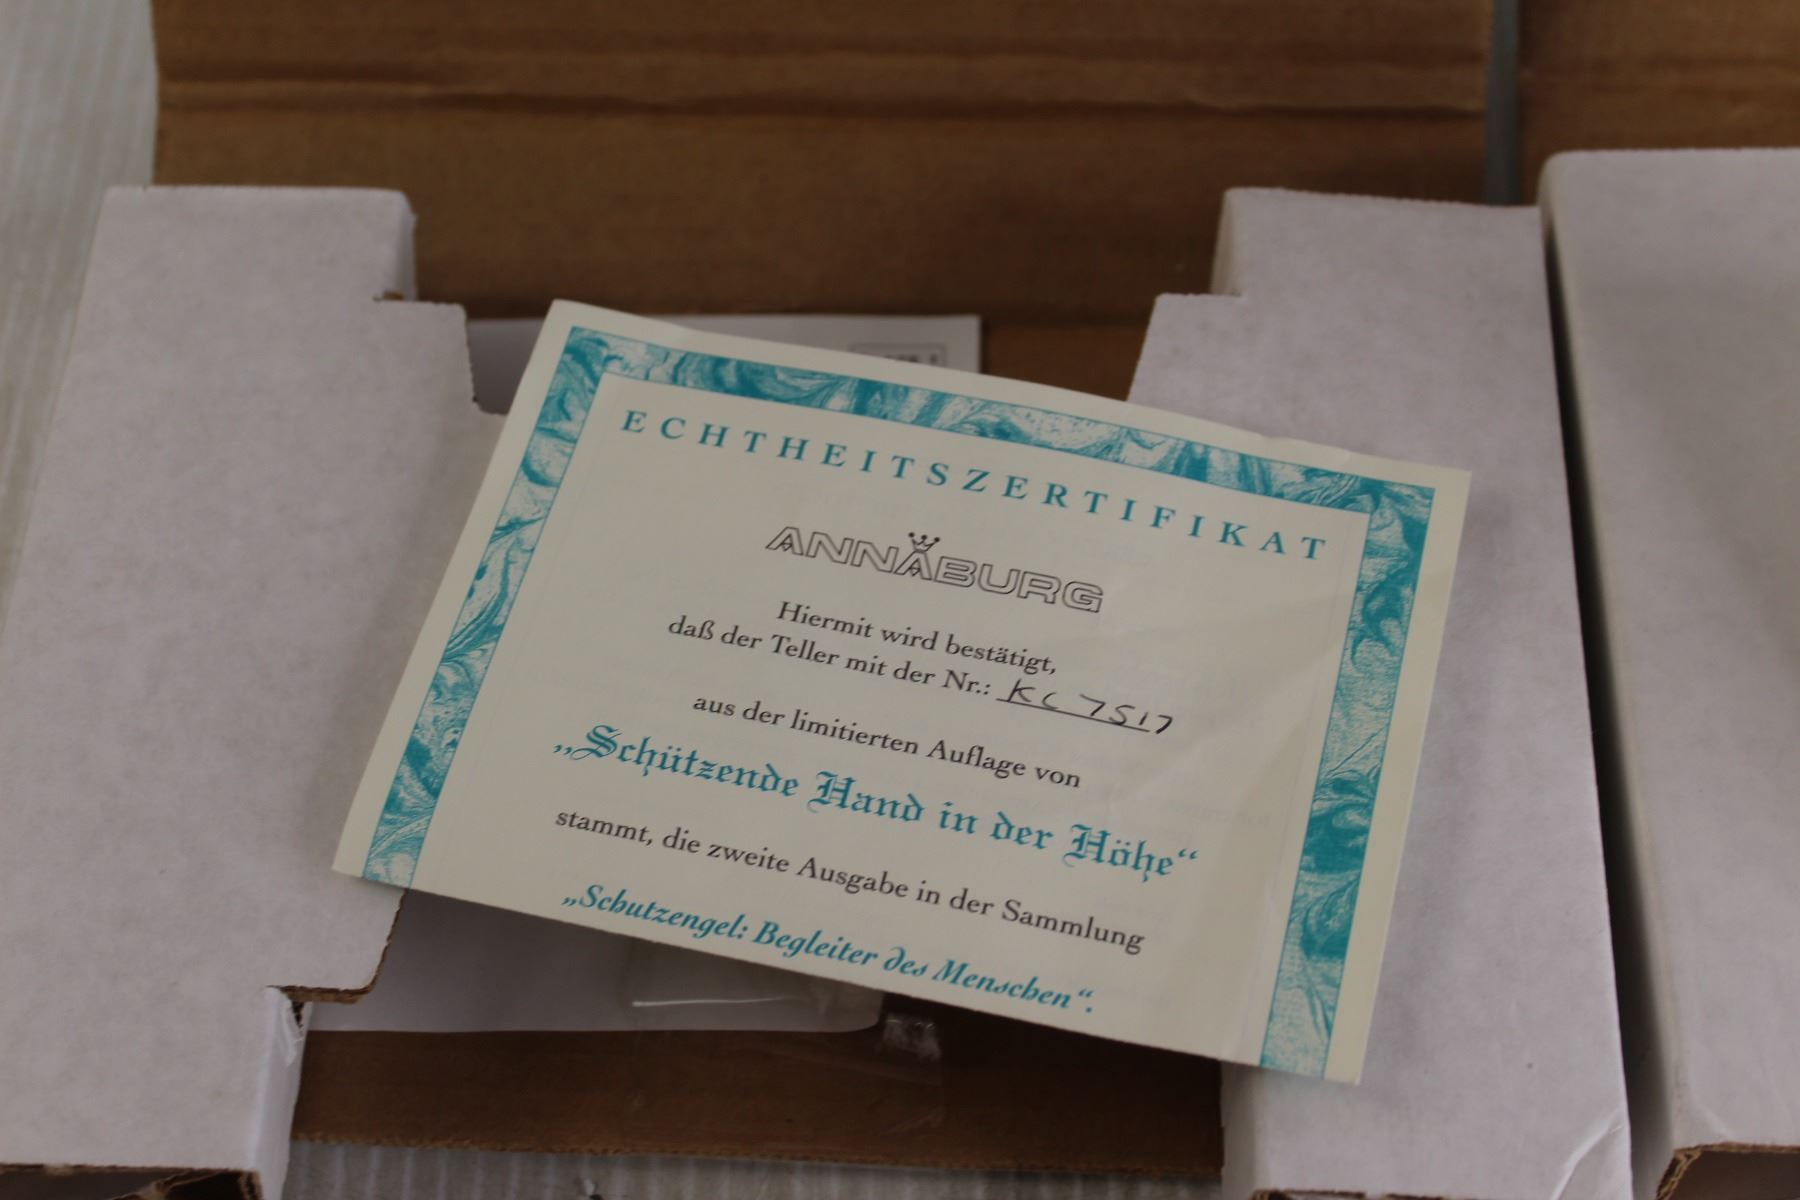 ECHTHEITSZERTIFIKAT
ANNABURG
Hiermit wird bestätigt,
daß der Teller mit der Nr.: KC 7517
aus der limitierten Auflage von
„Schützende Hand in der Höhe“
stammt, die zweite Ausgabe in der Sammlung
„Schutzengel: Begleiter des Menschen“.